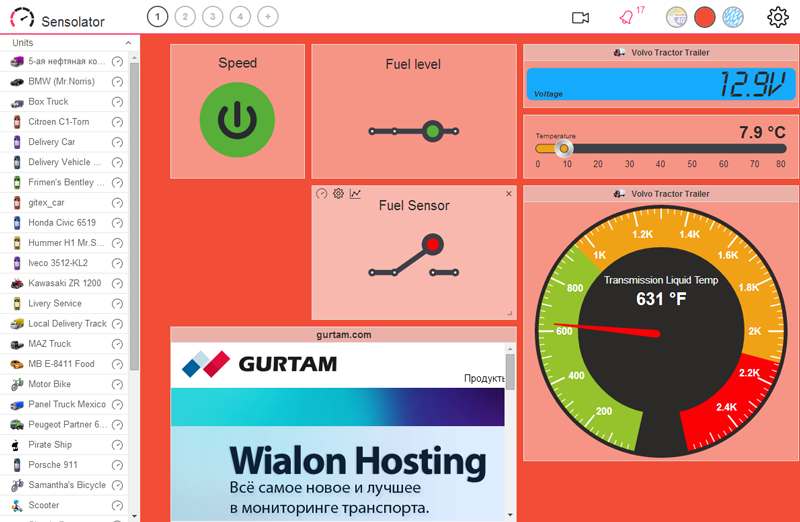 Sensolator
1
2
3
4
+
17
40
Units
5-ая нефтяная ко...
BMW (Mr.Norris)
Box Truck
Citroen C1-Tom
Delivery Car
Delivery Vehicle ...
Frimen's Bentley ...
gitex_car
Honda Civic 6519
Hummer H1 Mr.S...
Iveco 3512-KL2
Kawasaki ZR 1200
Livery Service
Local Delivery Track
MAZ Truck
MB E-8411 Food
Motor Bike
Panel Truck Mexico
Peugeot Partner 6...
Pirate Ship
Porsche 911
Samantha's Bicycle
Scooter
Speed
Fuel level
Fuel Sensor
gurtam.com
GURTAM
Продукты
Wialon Hosting
Всё самое новое и лучшее
в мониторинге транспорта.
Volvo Tractor Trailer
Voltage
12.9V
Temperature
7.9 °C
0 10 20 30 40 50 60 70 80
Volvo Tractor Trailer
Transmission Liquid Temp
631 °F
200
400
600
800
1K
1.2K
1.4K
1.6K
1.8K
2K
2.2K
2.4K